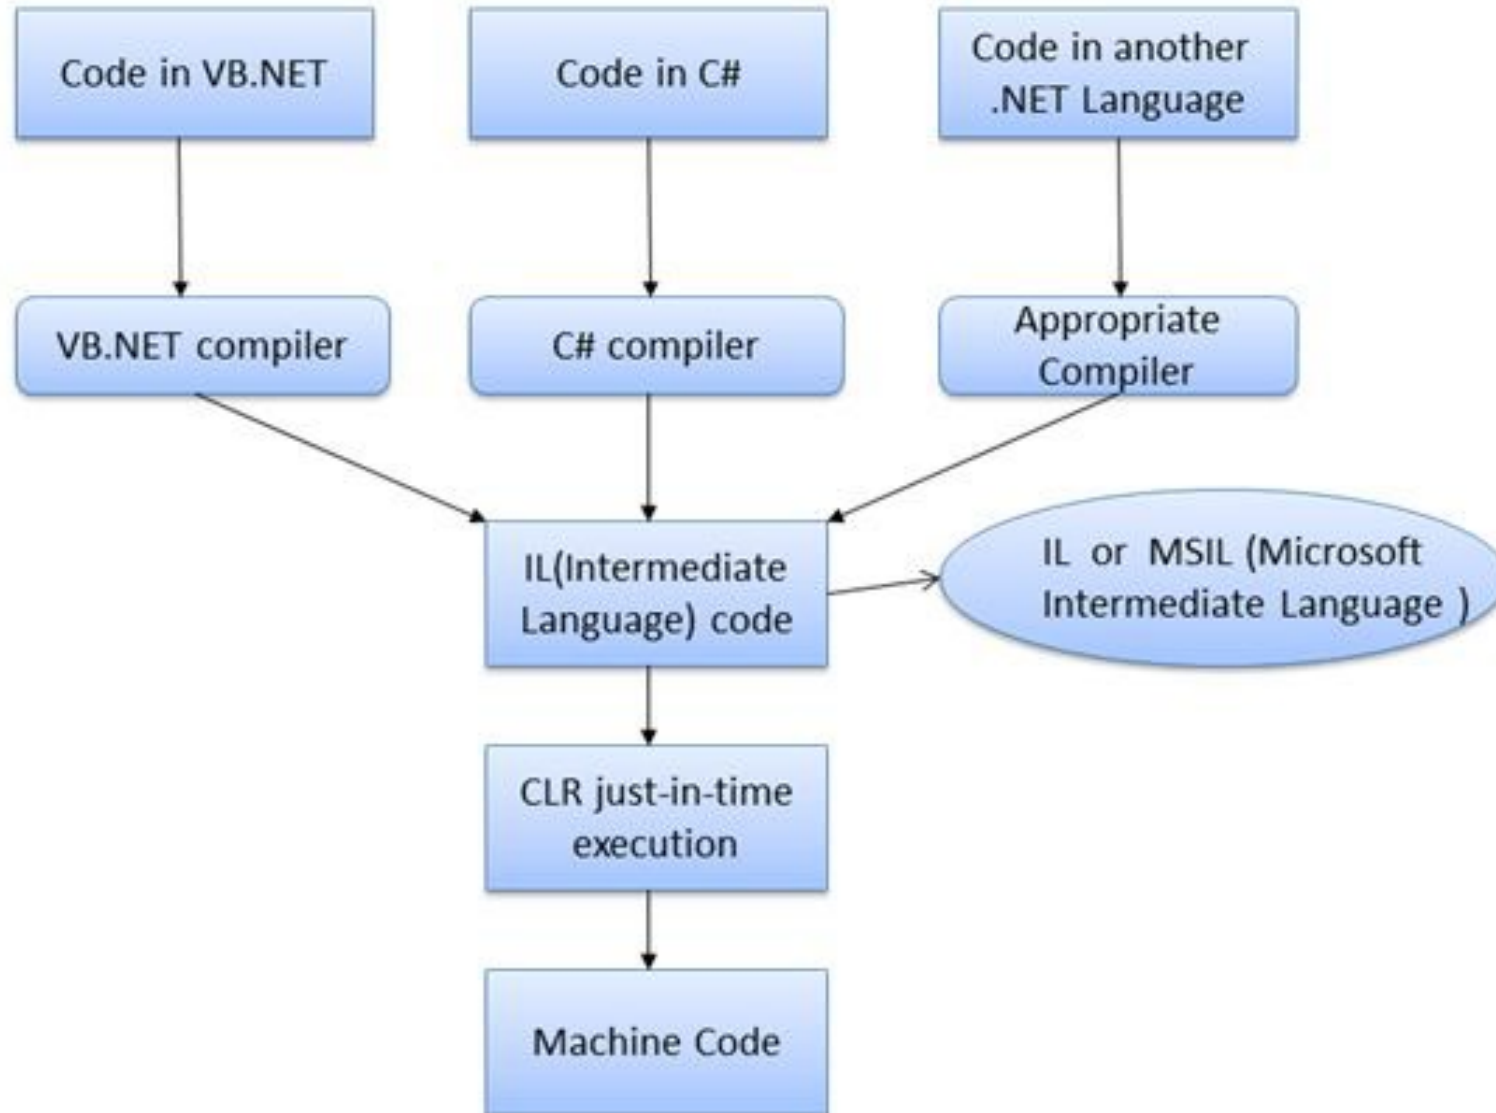 Code in VB.NET
Code in C#
Code in another
.NET Language
VB.NET compiler
C# compiler
Appropriate
Compiler
IL(Intermediate
Language) code
IL or MSIL (Microsoft
Intermediate Language )
CLR just-in-time
execution
Machine Code